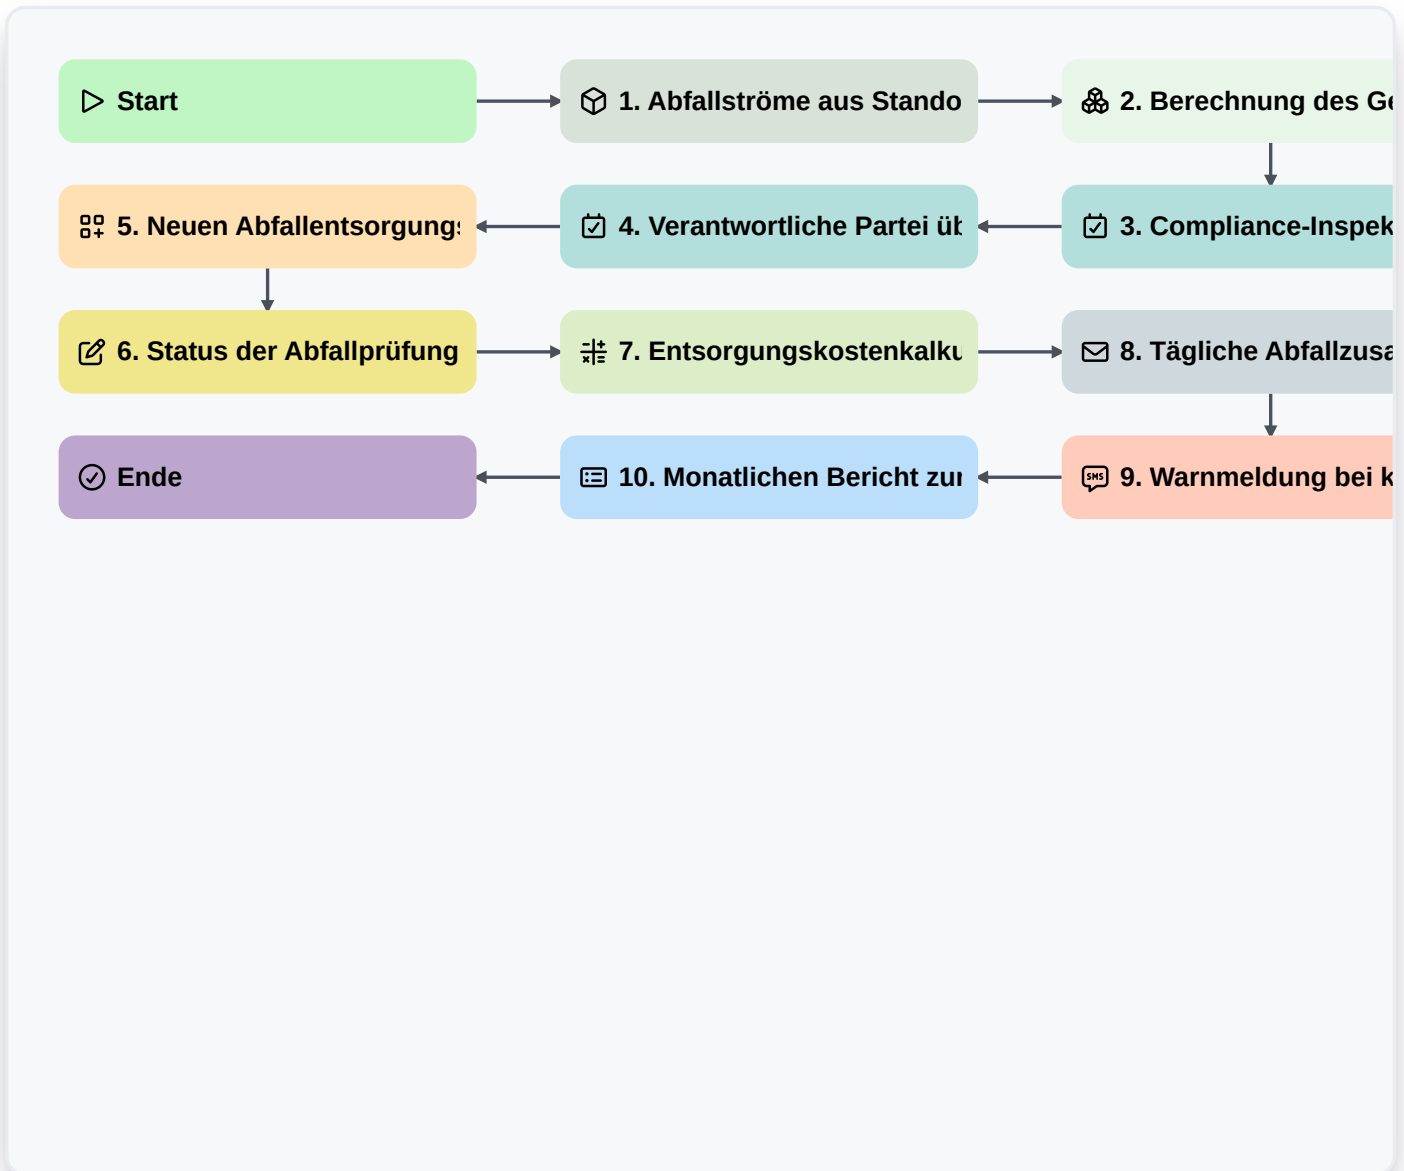 Start
1. Abfallströme aus Stando
2. Berechnung des Ge
5. Neuen Abfallentsorgungs
4. Verantwortliche Partei üb
3. Compliance-Inspek
6. Status der Abfallprüfung
7. Entsorgungskostenkalku
8. Tägliche Abfallzusa
Ende
10. Monatlichen Bericht zur
9. Warnmeldung bei k